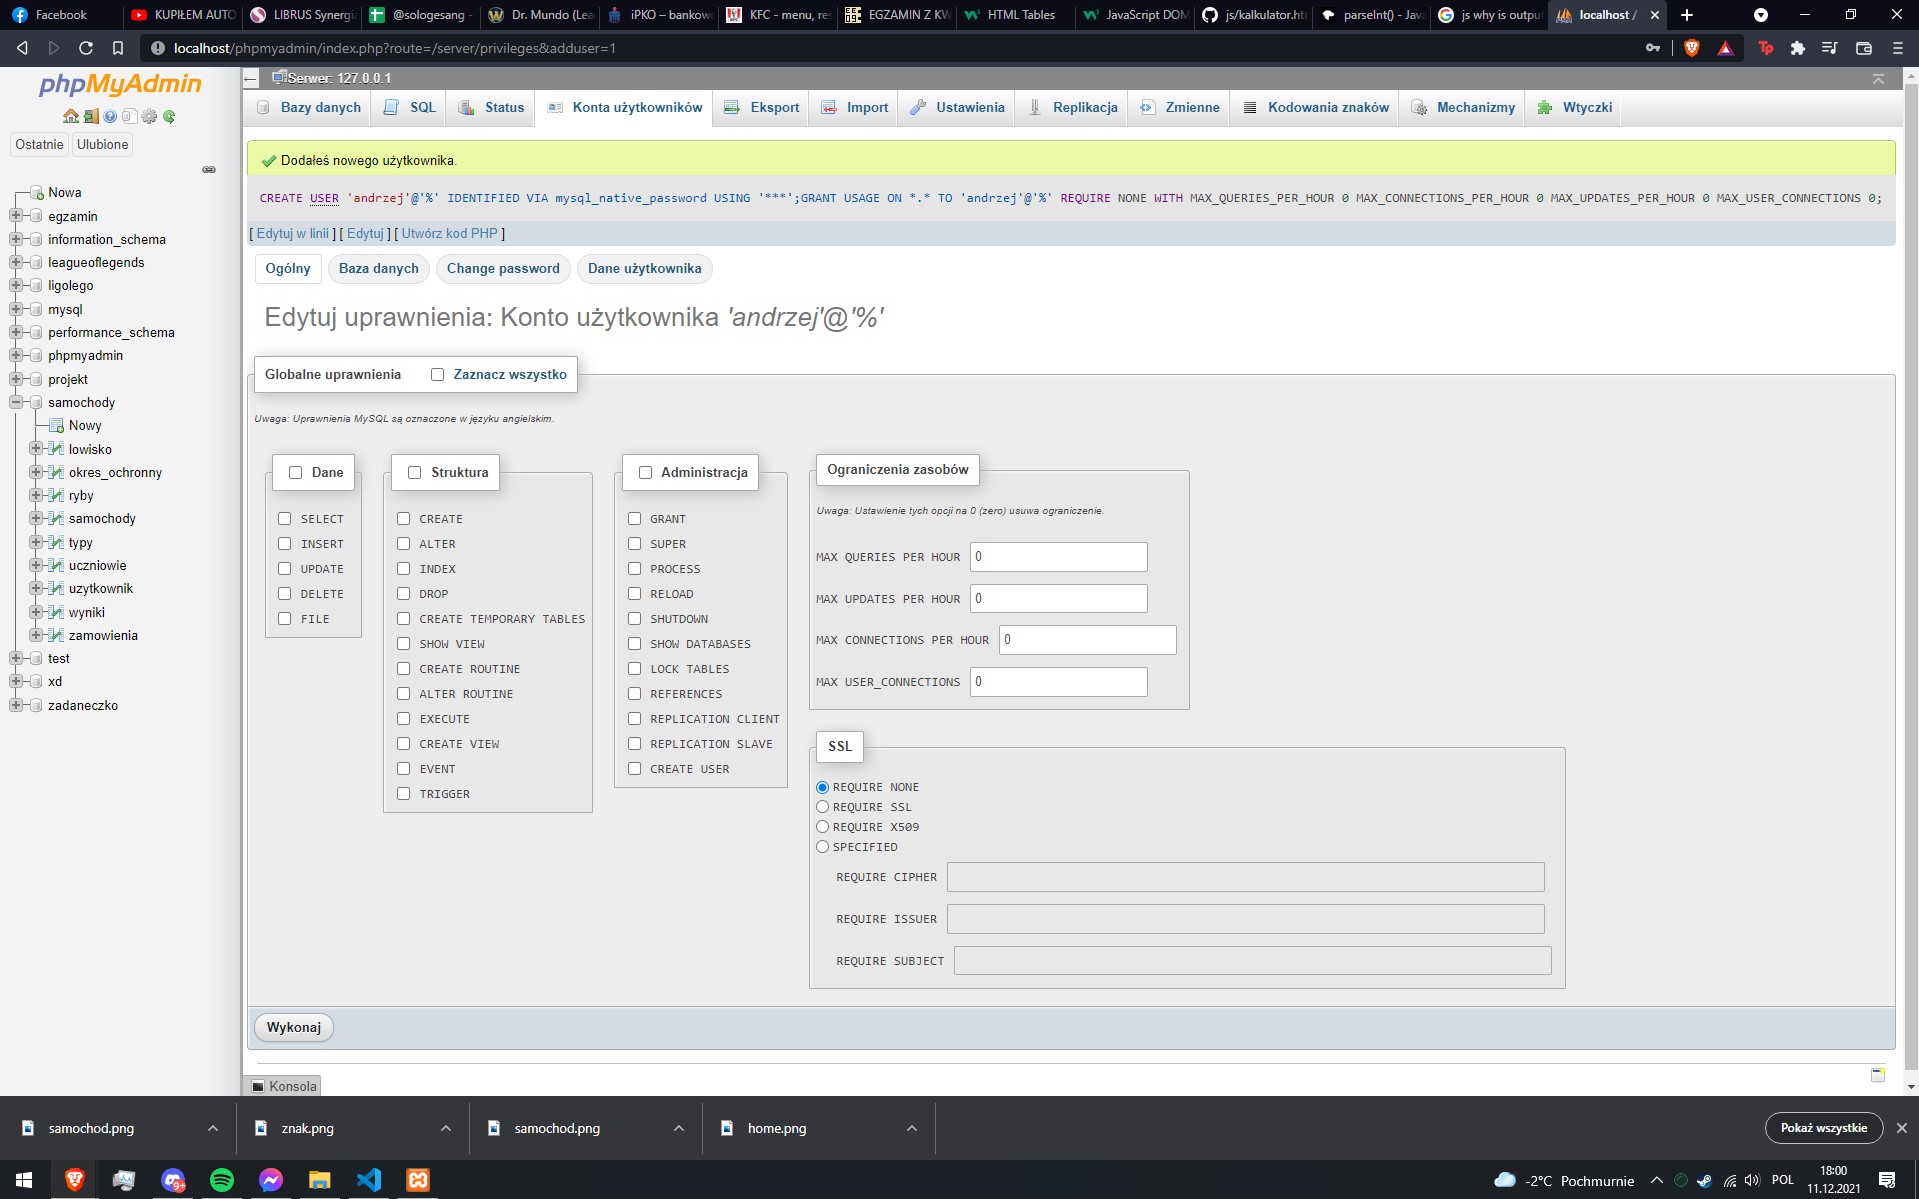 Facebook
KUPIŁEM AUTO
LIBRUS Synergi
@sologesang -
Dr. Mundo (Lea
iPKO – bankow
KFC - menu, res
EGZAMIN Z KW
HTML Tables
JavaScript DOM
js/kalkulator.ht
parseInt() - Java
js why is outpu
localhost /
localhost/phpmyadmin/index.php?route=/server/privileges&adduser=1
phpMyAdmin
Ostatnie
Ulubione
Nowa
egzamin
information_schema
leagueoflegends
ligolego
mysql
performance_schema
phpmyadmin
projekt
samochody
Nowy
lowisko
okres_ochronny
ryby
samochody
typy
uczniowie
uzytkownik
wyniki
zamowienia
test
xd
zadaneczko
Serwer: 127.0.0.1
Bazy danych
SQL
Status
Konta użytkowników
Eksport
Import
Ustawienia
Replikacja
Zmienne
Kodowania znaków
Mechanizmy
Wtyczki
Dodałeś nowego użytkownika.
CREATE USER 'andrzej'@'%' IDENTIFIED VIA mysql_native_password USING '***';GRANT USAGE ON *.* TO 'andrzej'@'%' REQUIRE NONE WITH MAX_QUERIES_PER_HOUR 0 MAX_CONNECTIONS_PER_HOUR 0 MAX_UPDATES_PER_HOUR 0 MAX_USER_CONNECTIONS 0;
[ Edytuj w linii ] [ Edytuj ] [ Utwórz kod PHP ]
Ogólny
Baza danych
Change password
Dane użytkownika
Edytuj uprawnienia: Konto użytkownika 'andrzej'@'%'
Globalne uprawnienia
Zaznacz wszystko
Uwaga: Uprawnienia MySQL są oznaczone w języku angielskim.
Dane
SELECT
INSERT
UPDATE
DELETE
FILE
Struktura
CREATE
ALTER
INDEX
DROP
CREATE TEMPORARY TABLES
SHOW VIEW
CREATE ROUTINE
ALTER ROUTINE
EXECUTE
CREATE VIEW
EVENT
TRIGGER
Administracja
GRANT
SUPER
PROCESS
RELOAD
SHUTDOWN
SHOW DATABASES
LOCK TABLES
REFERENCES
REPLICATION CLIENT
REPLICATION SLAVE
CREATE USER
Ograniczenia zasobów
Uwaga: Ustawienie tych opcji na 0 (zero) usuwa ograniczenie.
MAX QUERIES PER HOUR 0
MAX UPDATES PER HOUR 0
MAX CONNECTIONS PER HOUR 0
MAX USER_CONNECTIONS 0
SSL
REQUIRE NONE
REQUIRE SSL
REQUIRE X509
SPECIFIED
REQUIRE CIPHER
REQUIRE ISSUER
REQUIRE SUBJECT
Wykonaj
Konsola
samochod.png
znak.png
samochod.png
home.png
Pokaż wszystkie
-2°C Pochmurnie
POL
18:00
11.12.2021